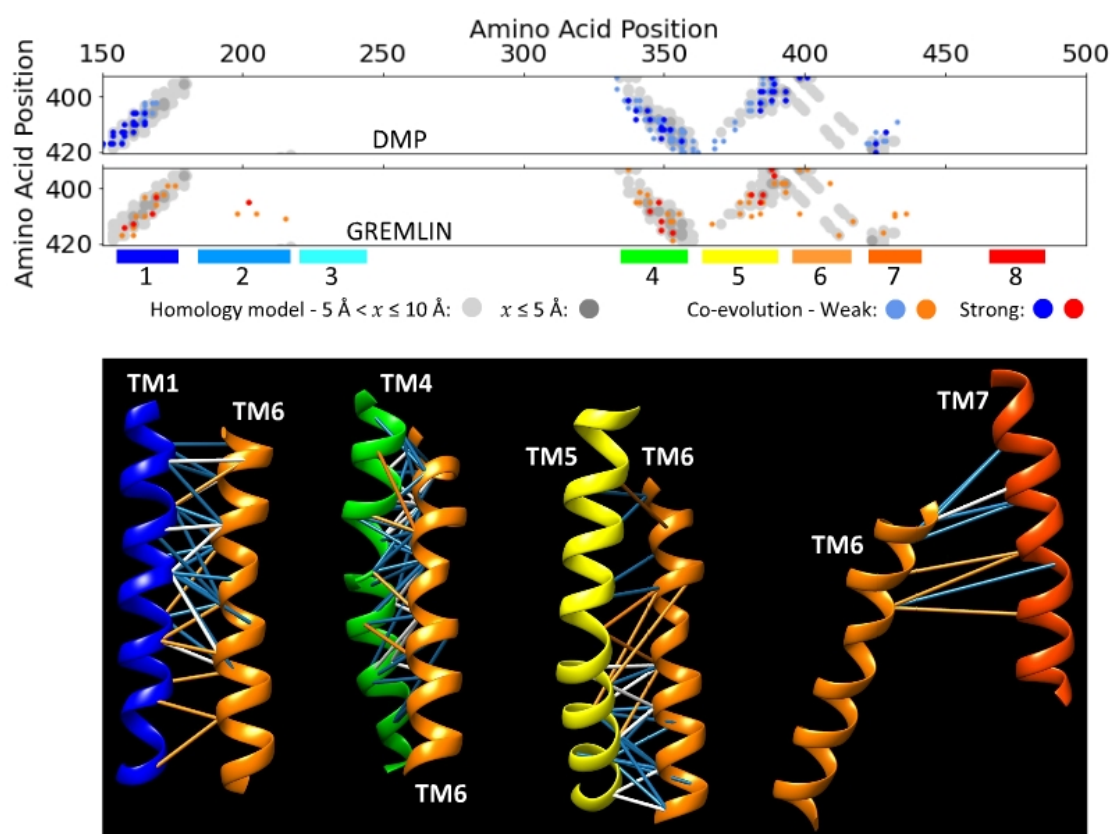 Amino Acid Position
150 200 250 300 350 400 450 500
Amino Acid Position
400
DMP
420
400
GREMLIN
420
1 2 3 4 5 6 7 8
Homology model - 5 Å < x ≤ 10 Å: x ≤ 5 Å: Co-evolution - Weak: Strong:
TM1 TM4 TM7
TM6
TM5 TM6
TM6
TM6